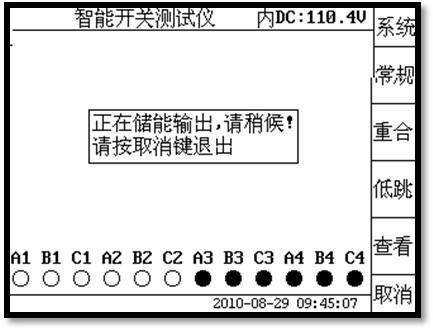 智能开关测试仪 内DC:110.4V
系统
常规
重合
低跳
查看
取消
正在储能输出,请稍候!
请按取消键退出
A1 B1 C1 A2 B2 C2 A3 B3 C3 A4 B4 C4
2010-08-29 09:45:07